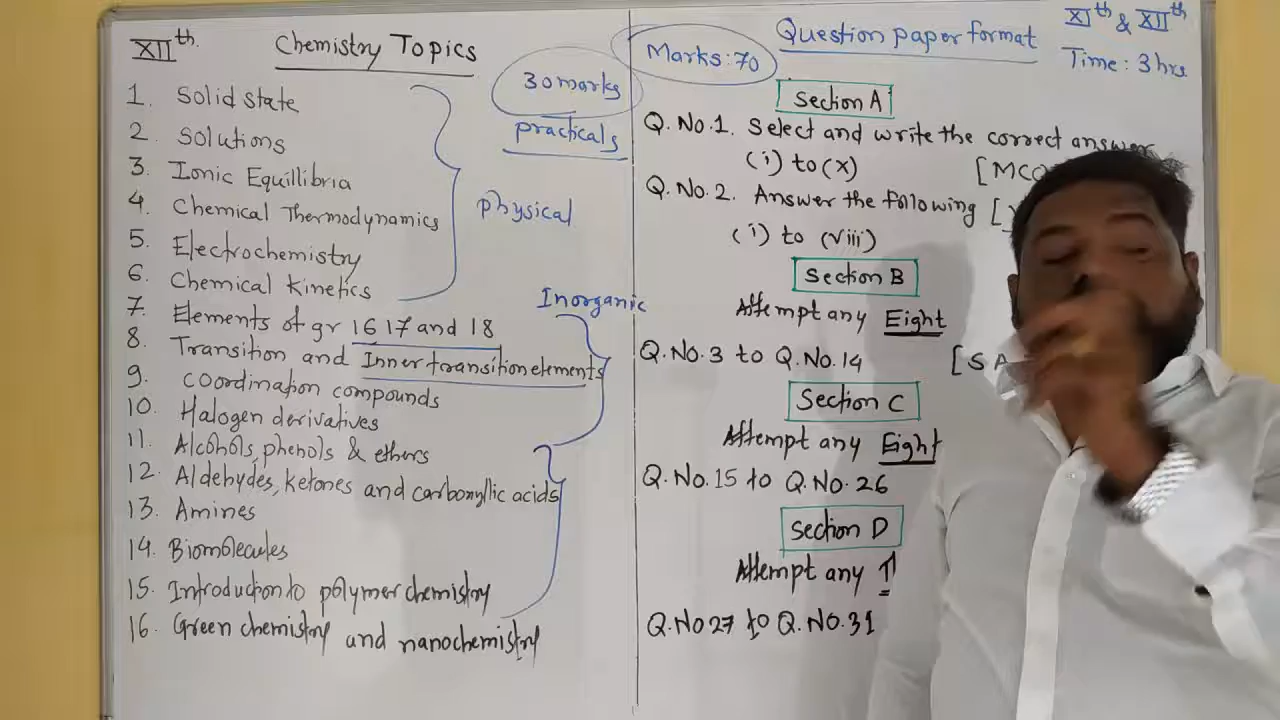 XIIth.
Chemistry Topics
30 marks
practicals
1. Solid state
2. Solutions
3. Ionic Equillibria
4. Chemical Thermodynamics
5. Electrochemistry
6. Chemical kinetics
physical
7. Elements of gr 16 17 and 18
8. Transition and Inner transition elements
9. coordination compounds
10. Halogen derivatives
Inorganic
11. Alcohols, phenols & ethers
12. Aldehydes, ketones and carboxyllic acids
13. Amines
14. Biomolecules
15. Introduction to polymer chemistry
16. Green chemistry and nanochemistry
Marks: 70
Question paper format
XIth & XIIth
Time: 3 hrs
Section A
Q. No. 1. Select and write the correct answer
(i) to (x) [MCQ
Q. No. 2. Answer the following [
(i) to (viii)
Section B
Attempt any Eight
Q. No. 3 to Q. No. 14 [S A
Section C
Attempt any Eight
Q. No. 15 to Q. No. 26
Section D
Attempt any
Q. No 27 to Q. No. 31